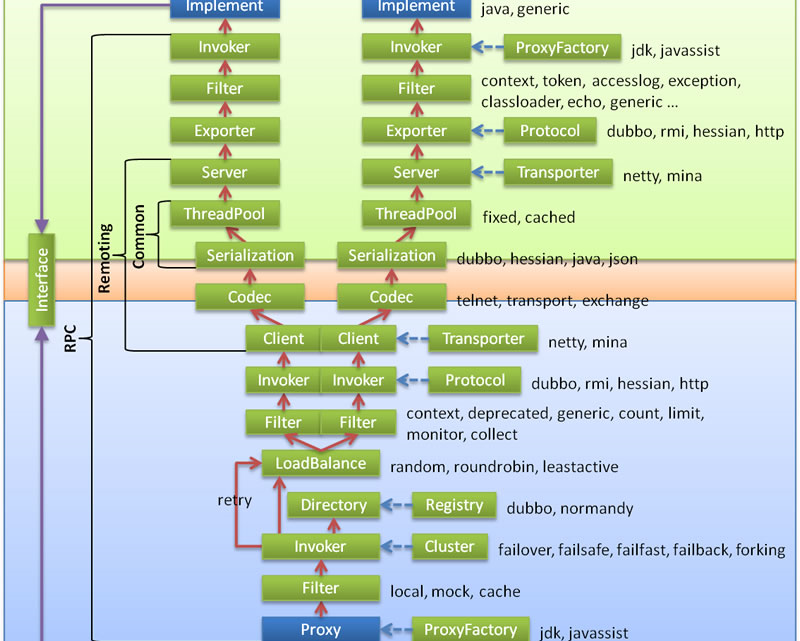 Implement Implement java, generic
Invoker Invoker ProxyFactory jdk, javassist
Filter Filter context, token, accesslog, exception,
classloader, echo, generic ...
Exporter Exporter Protocol dubbo, rmi, hessian, http
Server Server Transporter netty, mina
ThreadPool ThreadPool fixed, cached
Common
Remoting
Serialization Serialization dubbo, hessian, java, json
Interface
Codec Codec telnet, transport, exchange
RPC
Client Client Transporter netty, mina
Invoker Invoker Protocol dubbo, rmi, hessian, http
Filter Filter context, deprecated, generic, count, limit,
monitor, collect
LoadBalance random, roundrobin, leastactive
retry
Directory Registry dubbo, normandy
Invoker Cluster failover, failsafe, failfast, failback, forking
Filter local, mock, cache
Proxy ProxyFactory jdk, javassist